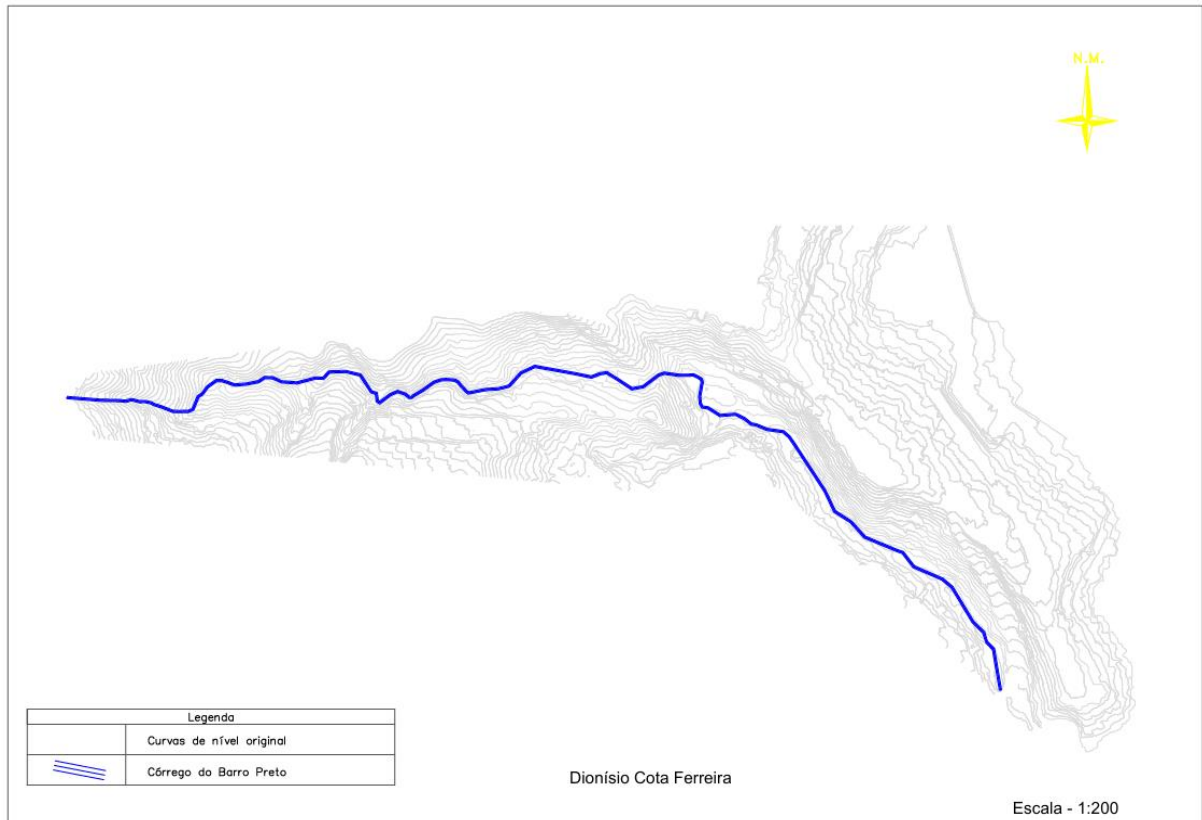 N.M.
Legenda
Curvas de nível original
Córrego do Barro Preto
Dionísio Cota Ferreira
Escala - 1:200